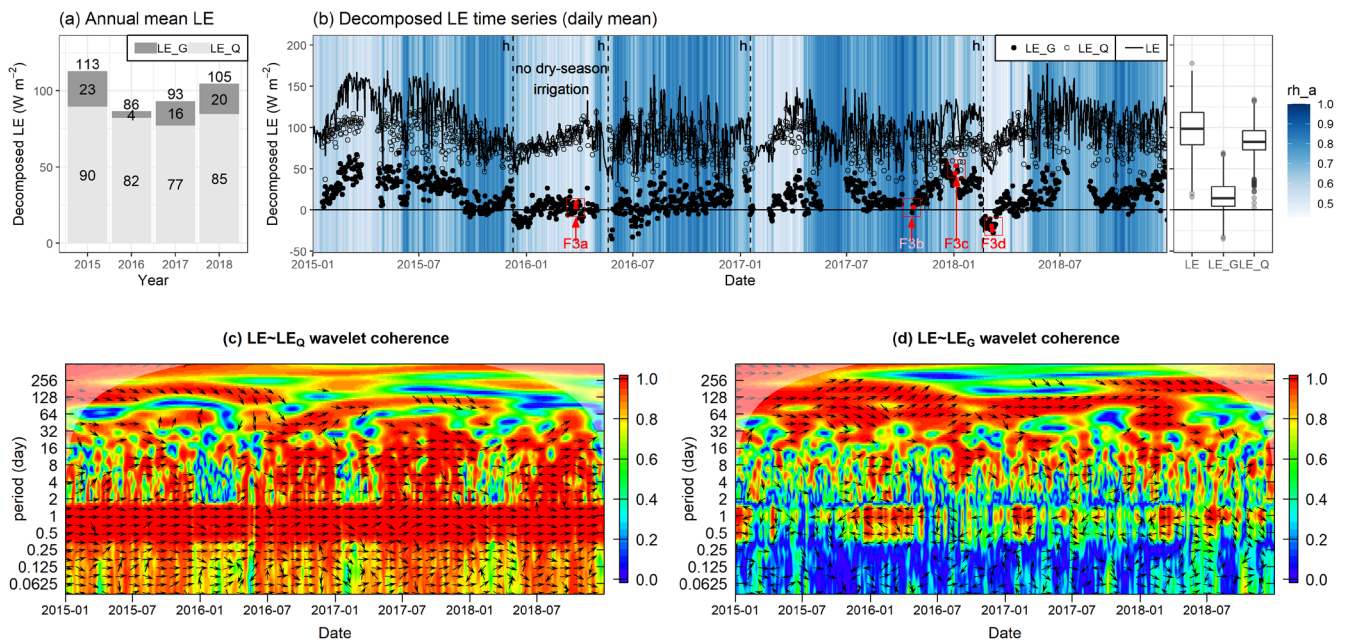 (a) Annual mean LE
LE_G LE_Q
113
23
90
86
4
82
93
16
77
105
20
85
100
50
0
Decomposed LE (W m−2)
2015 2016 2017 2018
Year
(b) Decomposed LE time series (daily mean)
LE_G LE_Q LE
h h h h
no dry-season
irrigation
200
150
100
50
0
-50
Decomposed LE (W m−2)
F3a F3b F3c F3d
2015-01 2015-07 2016-01 2016-07 2017-01 2017-07 2018-01 2018-07
Date
LE LE_G LE_Q
rh_a
1.0
0.9
0.8
0.7
0.6
0.5
(c) LE~LEQ wavelet coherence
256
128
64
32
16
8
4
2
1
0.5
0.25
0.125
0.0625
period (day)
2015-01 2015-07 2016-01 2016-07 2017-01 2017-07 2018-01 2018-07
Date
1.0
0.8
0.6
0.4
0.2
0.0
(d) LE~LEG wavelet coherence
256
128
64
32
16
8
4
2
1
0.5
0.25
0.125
0.0625
period (day)
2015-01 2015-07 2016-01 2016-07 2017-01 2017-07 2018-01 2018-07
Date
1.0
0.8
0.6
0.4
0.2
0.0